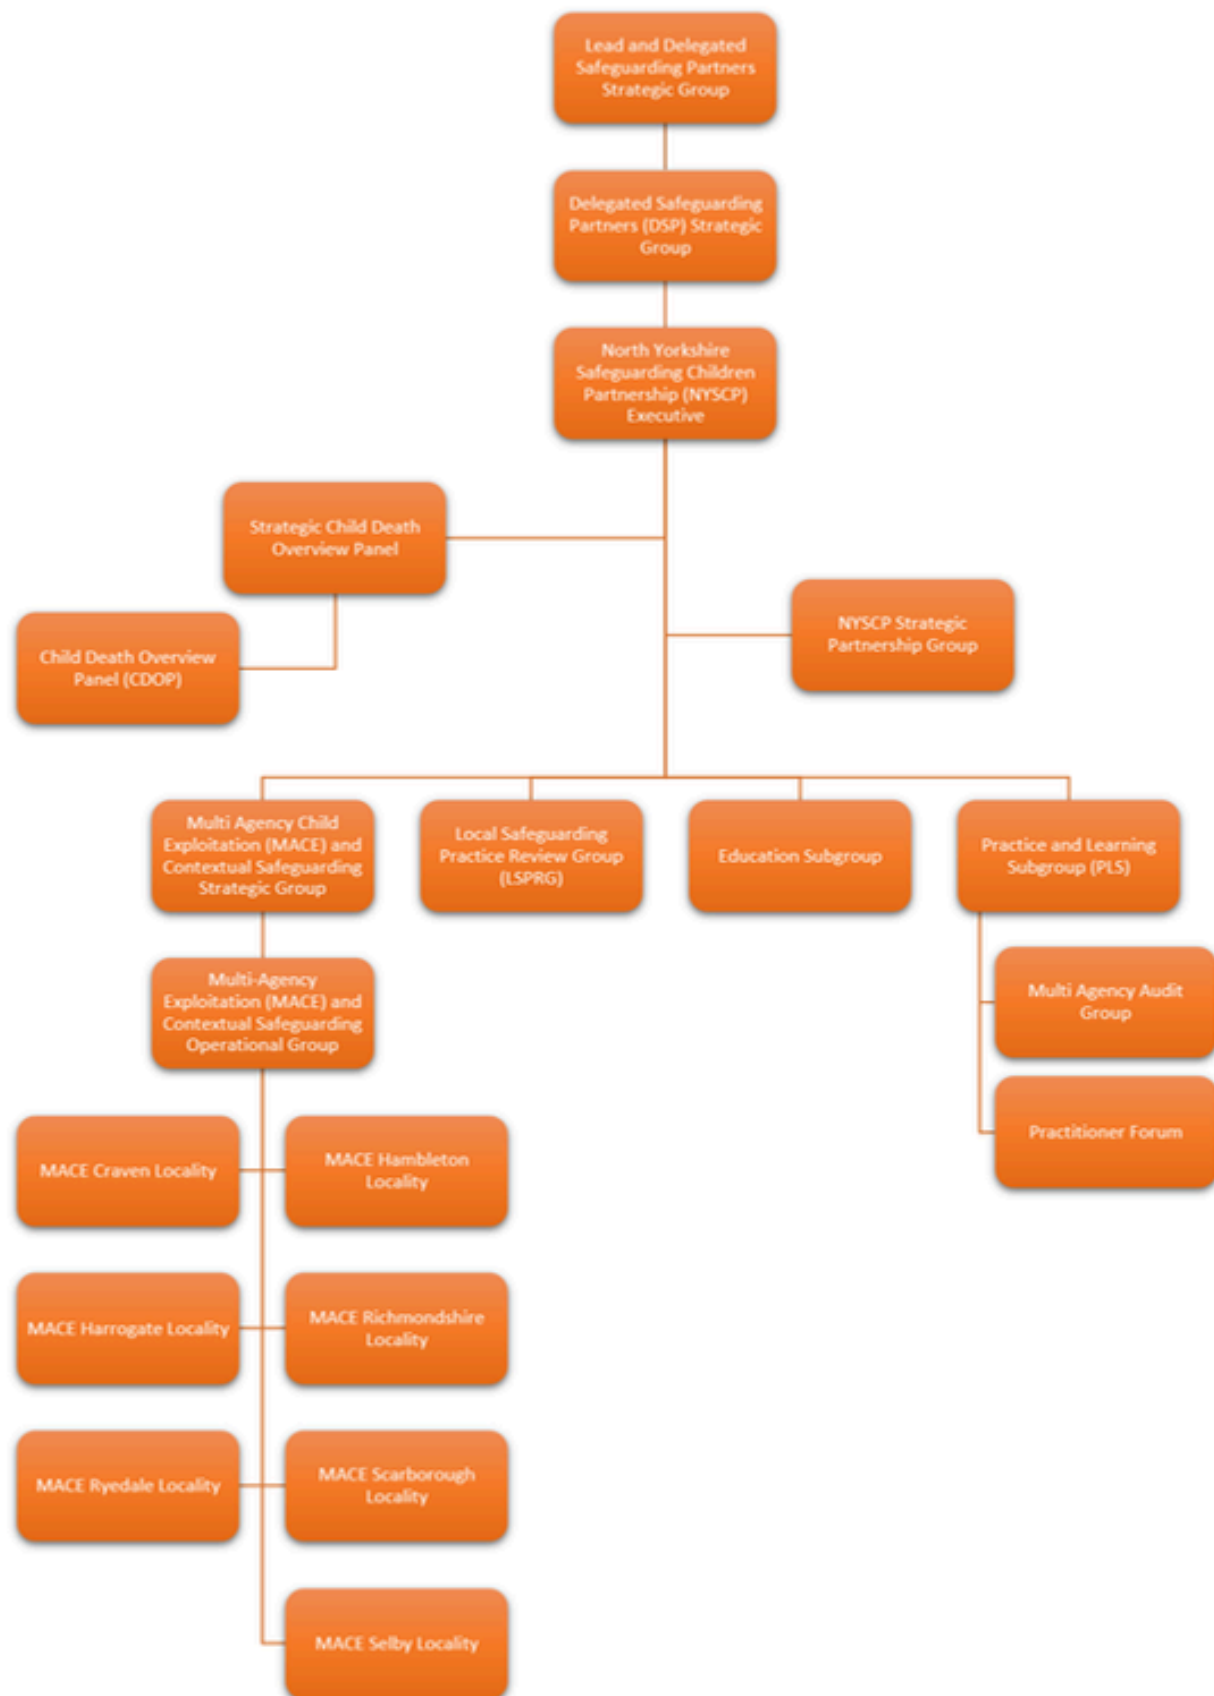 Lead and Delegated
Safeguarding Partners
Strategic Group
Delegated Safeguarding
Partners (DSP) Strategic
Group
North Yorkshire
Safeguarding Children
Partnership (NYSCP)
Executive
Strategic Child Death
Overview Panel
NYSCP Strategic
Partnership Group
Child Death Overview
Panel (CDOP)
Multi Agency Child
Exploitation (MACE) and
Contextual Safeguarding
Strategic Group
Local Safeguarding
Practice Review Group
(LSPRG)
Education Subgroup
Practice and Learning
Subgroup (PLS)
Multi-Agency
Exploitation (MACE) and
Contextual Safeguarding
Operational Group
Multi Agency Audit
Group
Practitioner Forum
MACE Craven Locality
MACE Hambleton
Locality
MACE Harrogate Locality
MACE Richmondshire
Locality
MACE Ryedale Locality
MACE Scarborough
Locality
MACE Selby Locality